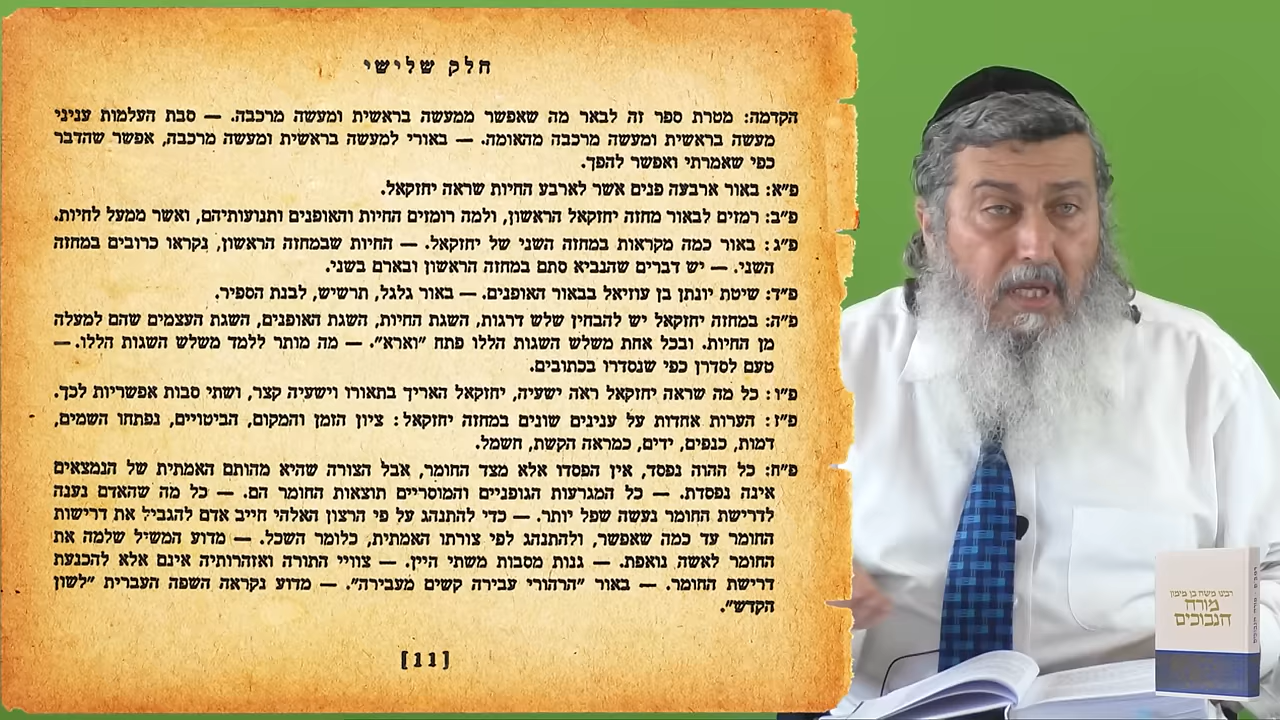 חלק שלישי
הקדמה: מטרת ספר זה לבאר מה שאפשר ממעשה בראשית ומעשה מרכבה. — סבת העלמות עניני
מעשה בראשית ומעשה מרכבה מהאומה. — באורי למעשה בראשית ומעשה מרכבה, אפשר שהדבר
כפי שאמרתי ואפשר להפך.
פ״א: באור ארבעה פנים אשר לארבע החיות שראה יחזקאל.
פ״ב: רמזים לבאור מחזה יחזקאל הראשון, ולמה רומזים החיות והאופנים ותנועותיהם, ואשר ממעל לחיות.
פ״ג: באור כמה מקראות במחזה השני של יחזקאל. — החיות שבמחזה הראשון, נקראו כרובים במחזה
השני. — יש דברים שהנביא סתם במחזה הראשון ובארם בשני.
פ״ד: שיטת יונתן בן עוזיאל בבאור האופנים. — באור גלגל, תרשיש, לבנת הספיר.
פ״ה: במחזה יחזקאל יש להבחין שלש דרגות, השגת החיות, השגת האופנים, השגת העצמים שהם למעלה
מן החיות. ובכל אחת משלש השגות הללו פתח ״וארא״. — מה מותר ללמד משלש השגות הללו. —
טעם לסדרן כפי שנסדרו בכתובים.
פ״ו: כל מה שראה יחזקאל ראה ישעיה, יחזקאל האריך בתאורו וישעיה קצר, ושתי סבות אפשריות לכך.
פ״ז: הערות אחדות על ענינים שונים במחזה יחזקאל: ציון הזמן והמקום, הביטויים, נפתחו השמים,
דמות, כנפים, ידים, כמראה הקשת, חשמל.
פ״ח: כל ההוה נפסד, אין הפסדו אלא מצד החומר, אבל הצורה שהיא מהותם האמתית של הנמצאים
אינה נפסדת. — כל המגרעות הגופניים והמוסריים תוצאות החומר הם. — כל מה שהאדם נענה
לדרישת החומר נעשה שפל יותר. — כדי להתנהג על פי הרצון האלהי חייב אדם להגביל את דרישות
החומר עד כמה שאפשר, ולהתנהג לפי צורתו האמתית, כלומר השכל. — מדוע המשיל שלמה את
החומר לאשה נואפת. — גנות מסבות משתי היין. — צוויי התורה ואזהרותיה אינם אלא להכנעת
דרישת החומר. — באור ״הרהורי עבירה קשים מעבירה״. — מדוע נקראה השפה העברית ״לשון
הקדש״.
[11]
רבנו משה בן מימון
מורה
הנבוכים